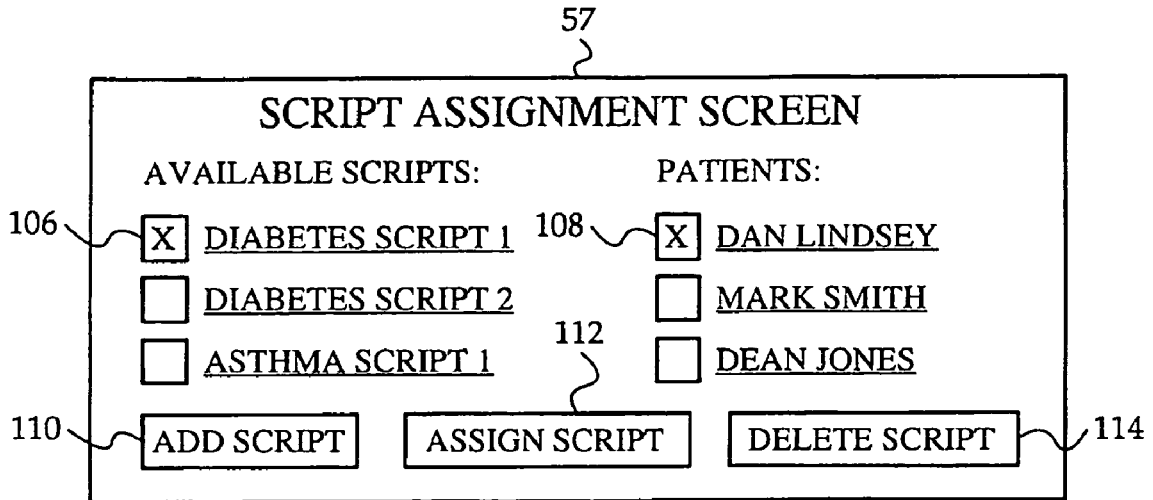 57
SCRIPT ASSIGNMENT SCREEN
AVAILABLE SCRIPTS: PATIENTS:
106 X DIABETES SCRIPT 1 108 X DAN LINDSEY
DIABETES SCRIPT 2 MARK SMITH
112
ASTHMA SCRIPT 1 DEAN JONES
110 ADD SCRIPT ASSIGN SCRIPT DELETE SCRIPT 114